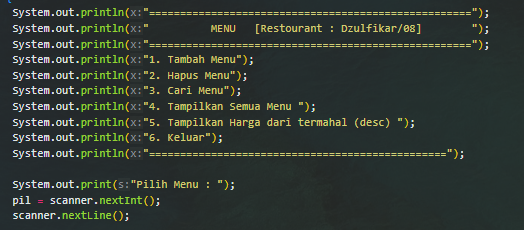 System.out.println(x:"====================================================");
System.out.println(x:"          MENU   [Restourant : Dzulfikar/08]        ");
System.out.println(x:"====================================================");
System.out.println(x:"1. Tambah Menu");
System.out.println(x:"2. Hapus Menu");
System.out.println(x:"3. Cari Menu");
System.out.println(x:"4. Tampilkan Semua Menu ");
System.out.println(x:"5. Tampilkan Harga dari termahal (desc) ");
System.out.println(x:"6. Keluar");
System.out.println(x:"================================================");
System.out.print(s:"Pilih Menu : ");
pil = scanner.nextInt();
scanner.nextLine();